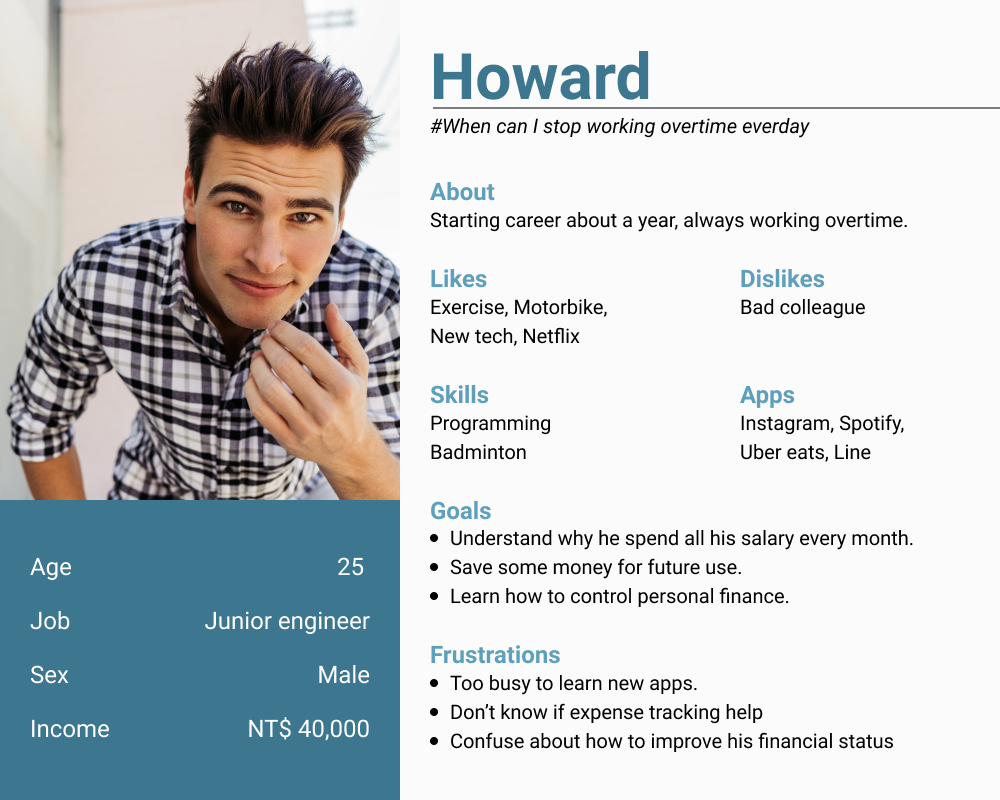 Howard
#When can I stop working overtime everday
About
Starting career about a year, always working overtime.
Likes
Exercise, Motorbike,
New tech, Netflix
Dislikes
Bad colleague
Skills
Programming
Badminton
Apps
Instagram, Spotify,
Uber eats, Line
Goals
• Understand why he spend all his salary every month.
• Save some money for future use.
• Learn how to control personal finance.
Frustrations
• Too busy to learn new apps.
• Don’t know if expense tracking help
• Confuse about how to improve his financial status
Age 25
Job Junior engineer
Sex Male
Income NT$ 40,000